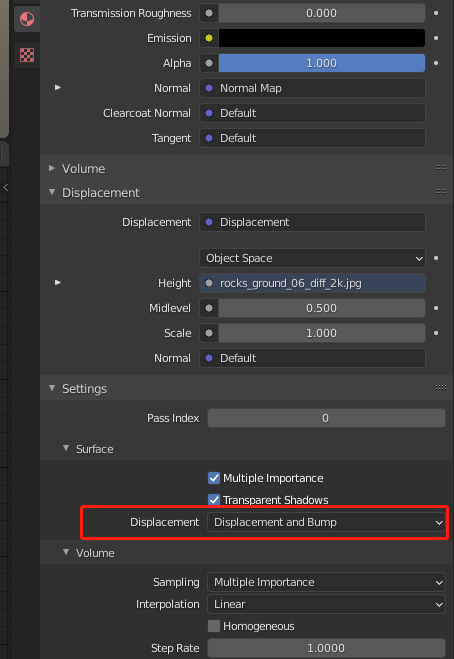 Transmission Roughness 0.000
Emission
Alpha 1.000
Normal Normal Map
Clearcoat Normal Default
Tangent Default
Volume
Displacement
Displacement Displacement
Object Space
Height rocks_ground_06_diff_2k.jpg
Midlevel 0.500
Scale 1.000
Normal Default
Settings
Pass Index 0
Surface
Multiple Importance
Transparent Shadows
Displacement Displacement and Bump
Volume
Sampling Multiple Importance
Interpolation Linear
Homogeneous
Step Rate 1.0000